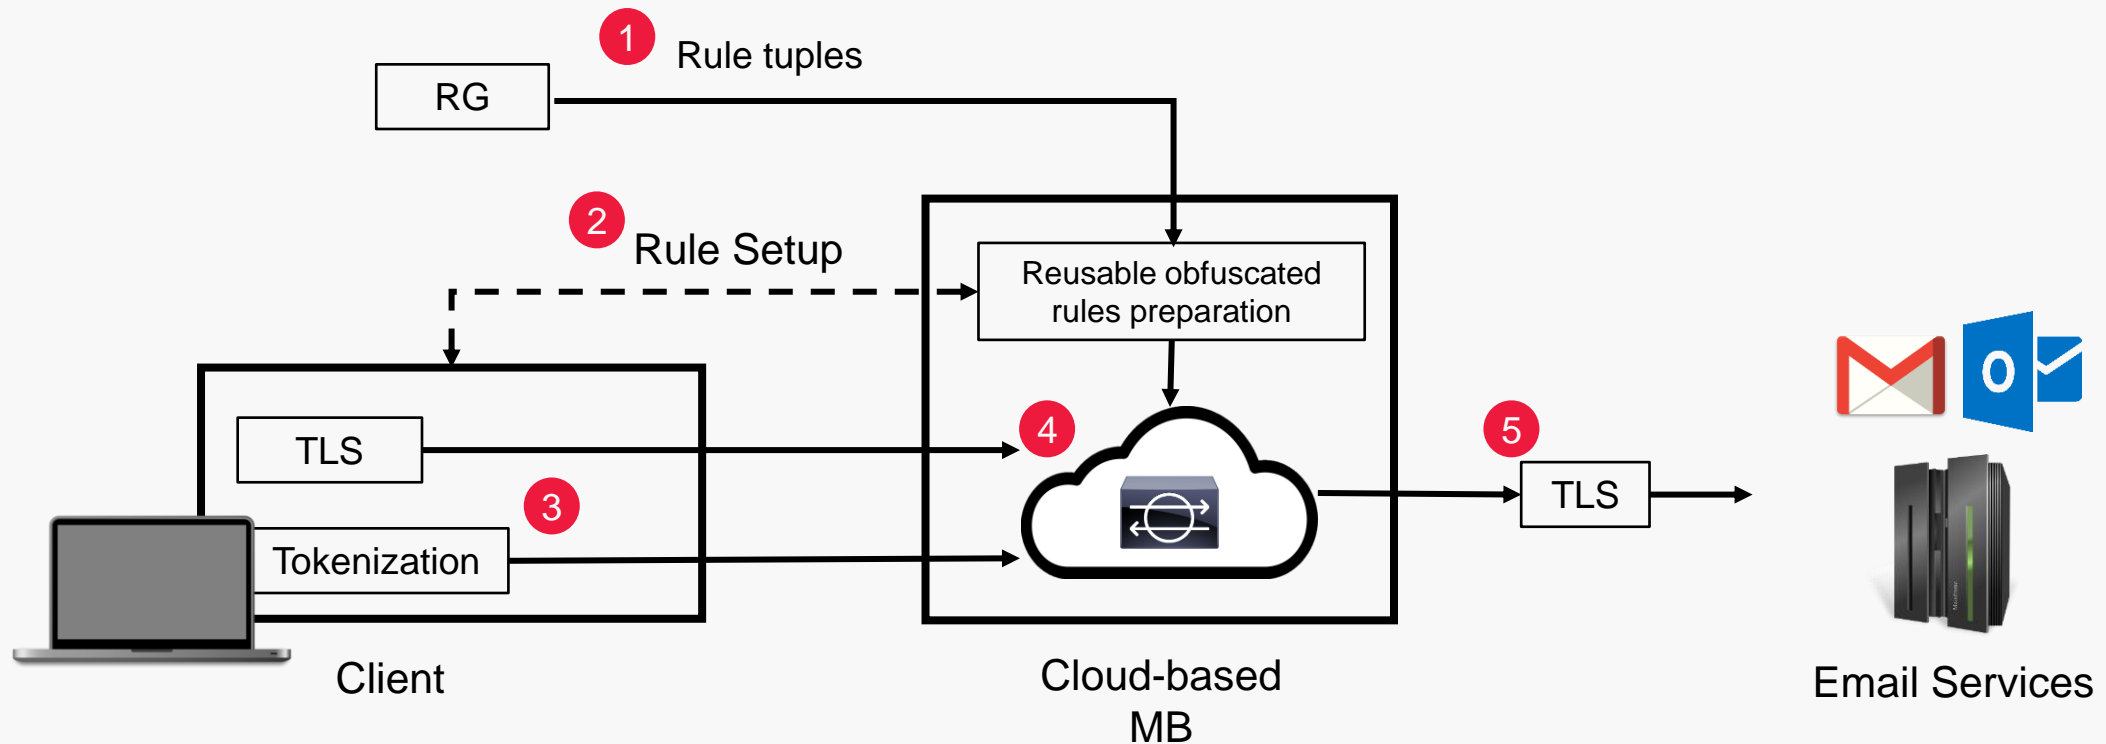 1
Rule tuples
RG
2
Rule Setup
Reusable obfuscated
rules preparation
TLS
4
5
TLS
3
Tokenization
Client
Cloud-based
MB
Email Services